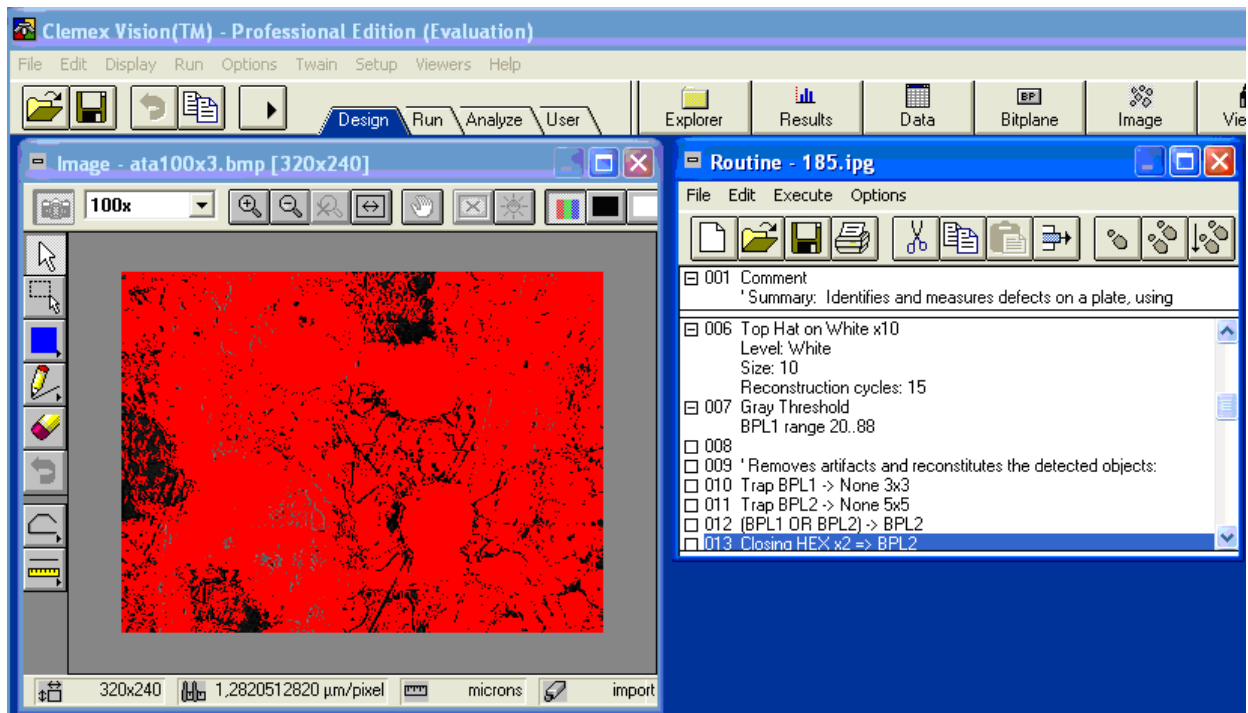 Clemex Vision(TM) - Professional Edition (Evaluation)
File Edit Display Run Options Twain Setup Viewers Help
Design Run Analyze User Explorer Results Data Bitplane Image
BP
Image - ata100x3.bmp [320x240]
100x
320x240 1,2820512820 µm/pixel microns import
Routine - 185.ipg
File Edit Execute Options
001 Comment
' Summary: Identifies and measures defects on a plate, using
006 Top Hat on White x10
Level: White
Size: 10
Reconstruction cycles: 15
007 Gray Threshold
BPL1 range 20..88
008
009 ' Removes artifacts and reconstitutes the detected objects:
010 Trap BPL1 -> None 3x3
011 Trap BPL2 -> None 5x5
012 (BPL1 OR BPL2) -> BPL2
013 Closing HEX x2 => BPL2